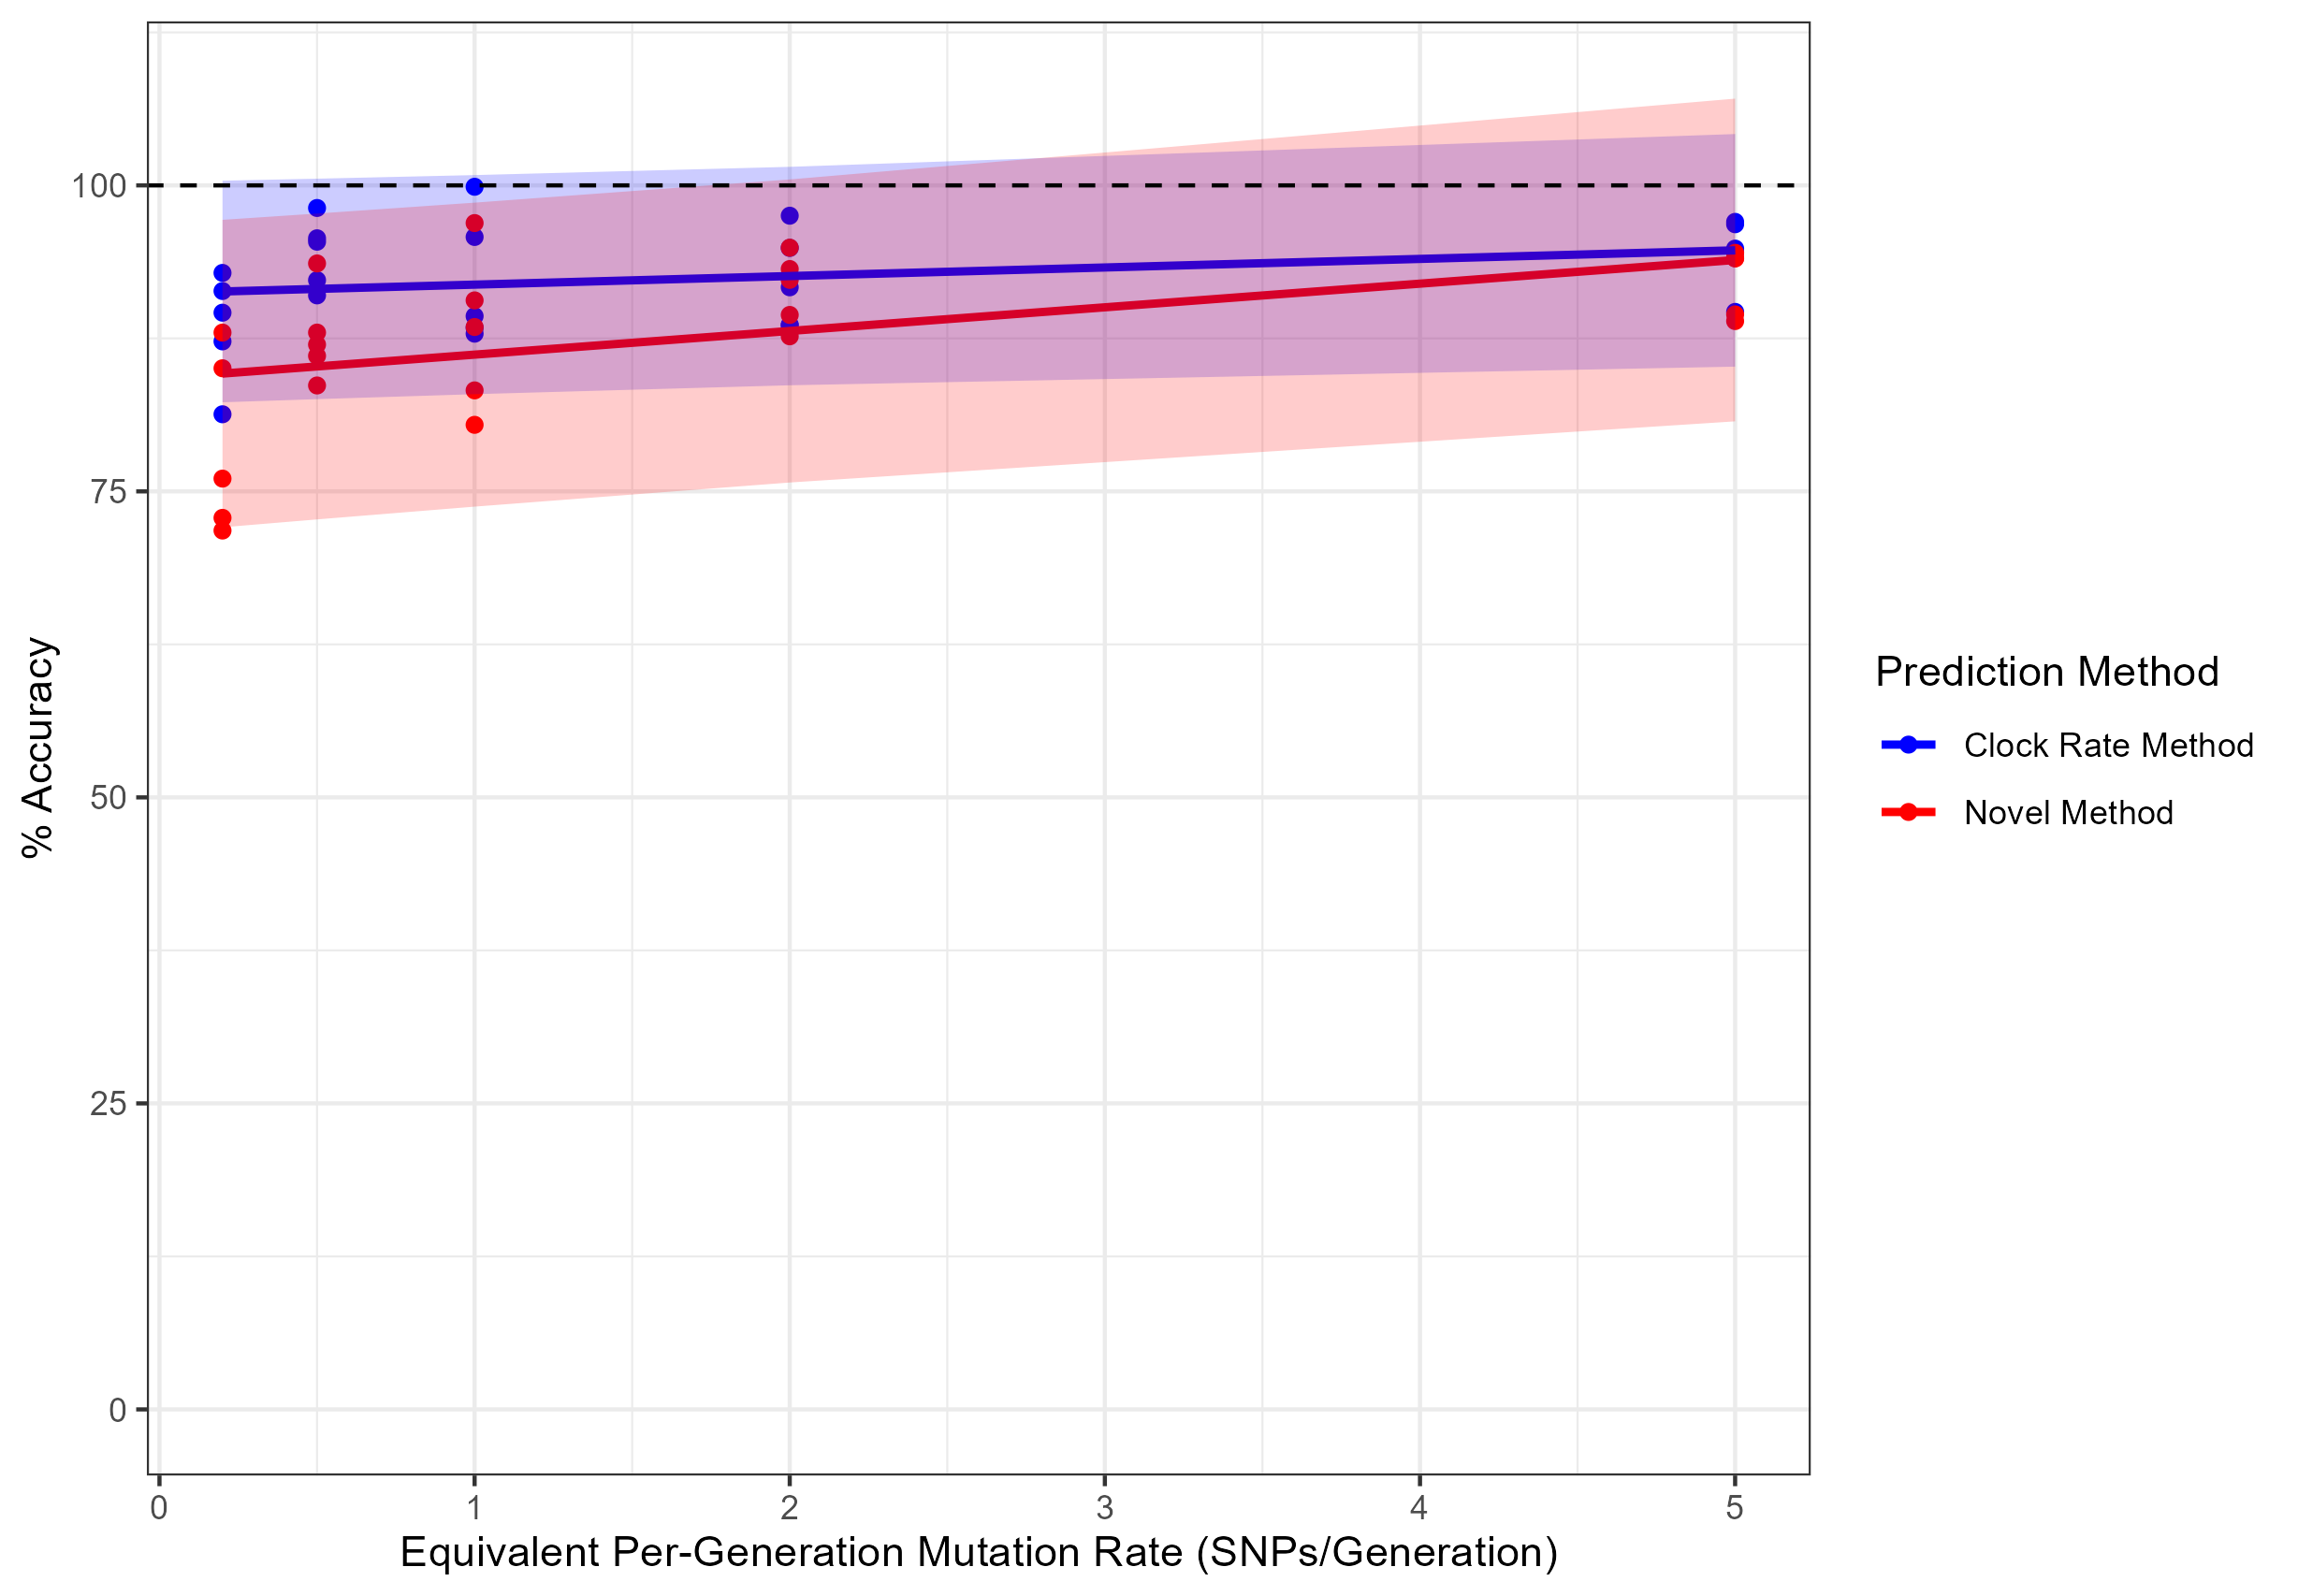 100
75
50
25
0
% Accuracy
0 1 2 3 4 5
Equivalent Per-Generation Mutation Rate (SNPs/Generation)
Prediction Method
Clock Rate Method
Novel Method